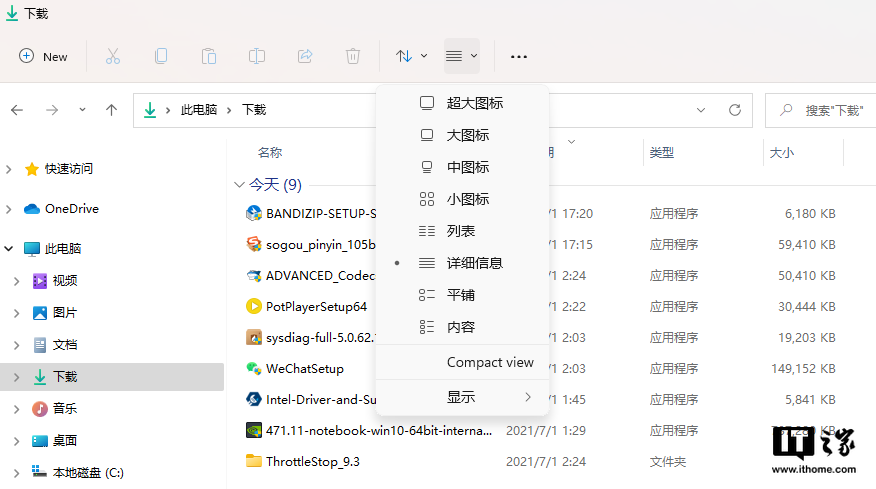 下载
New
此电脑 下载
搜索"下载"
超大图标
大图标
中图标
小图标
列表
详细信息
平铺
内容
Compact view
显示
快速访问
OneDrive
此电脑
视频
图片
文档
下载
音乐
桌面
本地磁盘 (C:)
名称 期 类型 大小
今天 (9)
BANDIZIP-SETUP-S 7/1 17:20 应用程序 6,180 KB
sogou_pinyin_105b 7/1 17:15 应用程序 59,410 KB
ADVANCED_Codec 7/1 2:24 应用程序 50,410 KB
PotPlayerSetup64 7/1 2:22 应用程序 30,444 KB
sysdiag-full-5.0.62. 7/1 2:03 应用程序 19,203 KB
WeChatSetup 7/1 2:03 应用程序 149,152 KB
Intel-Driver-and-Su 7/1 1:45 应用程序 5,841 KB
471.11-notebook-win10-64bit-interna... 2021/7/1 1:29 应用程序 KB
ThrottleStop_9.3 2021/7/1 2:24 文件夹
IT之家
www.ithome.com